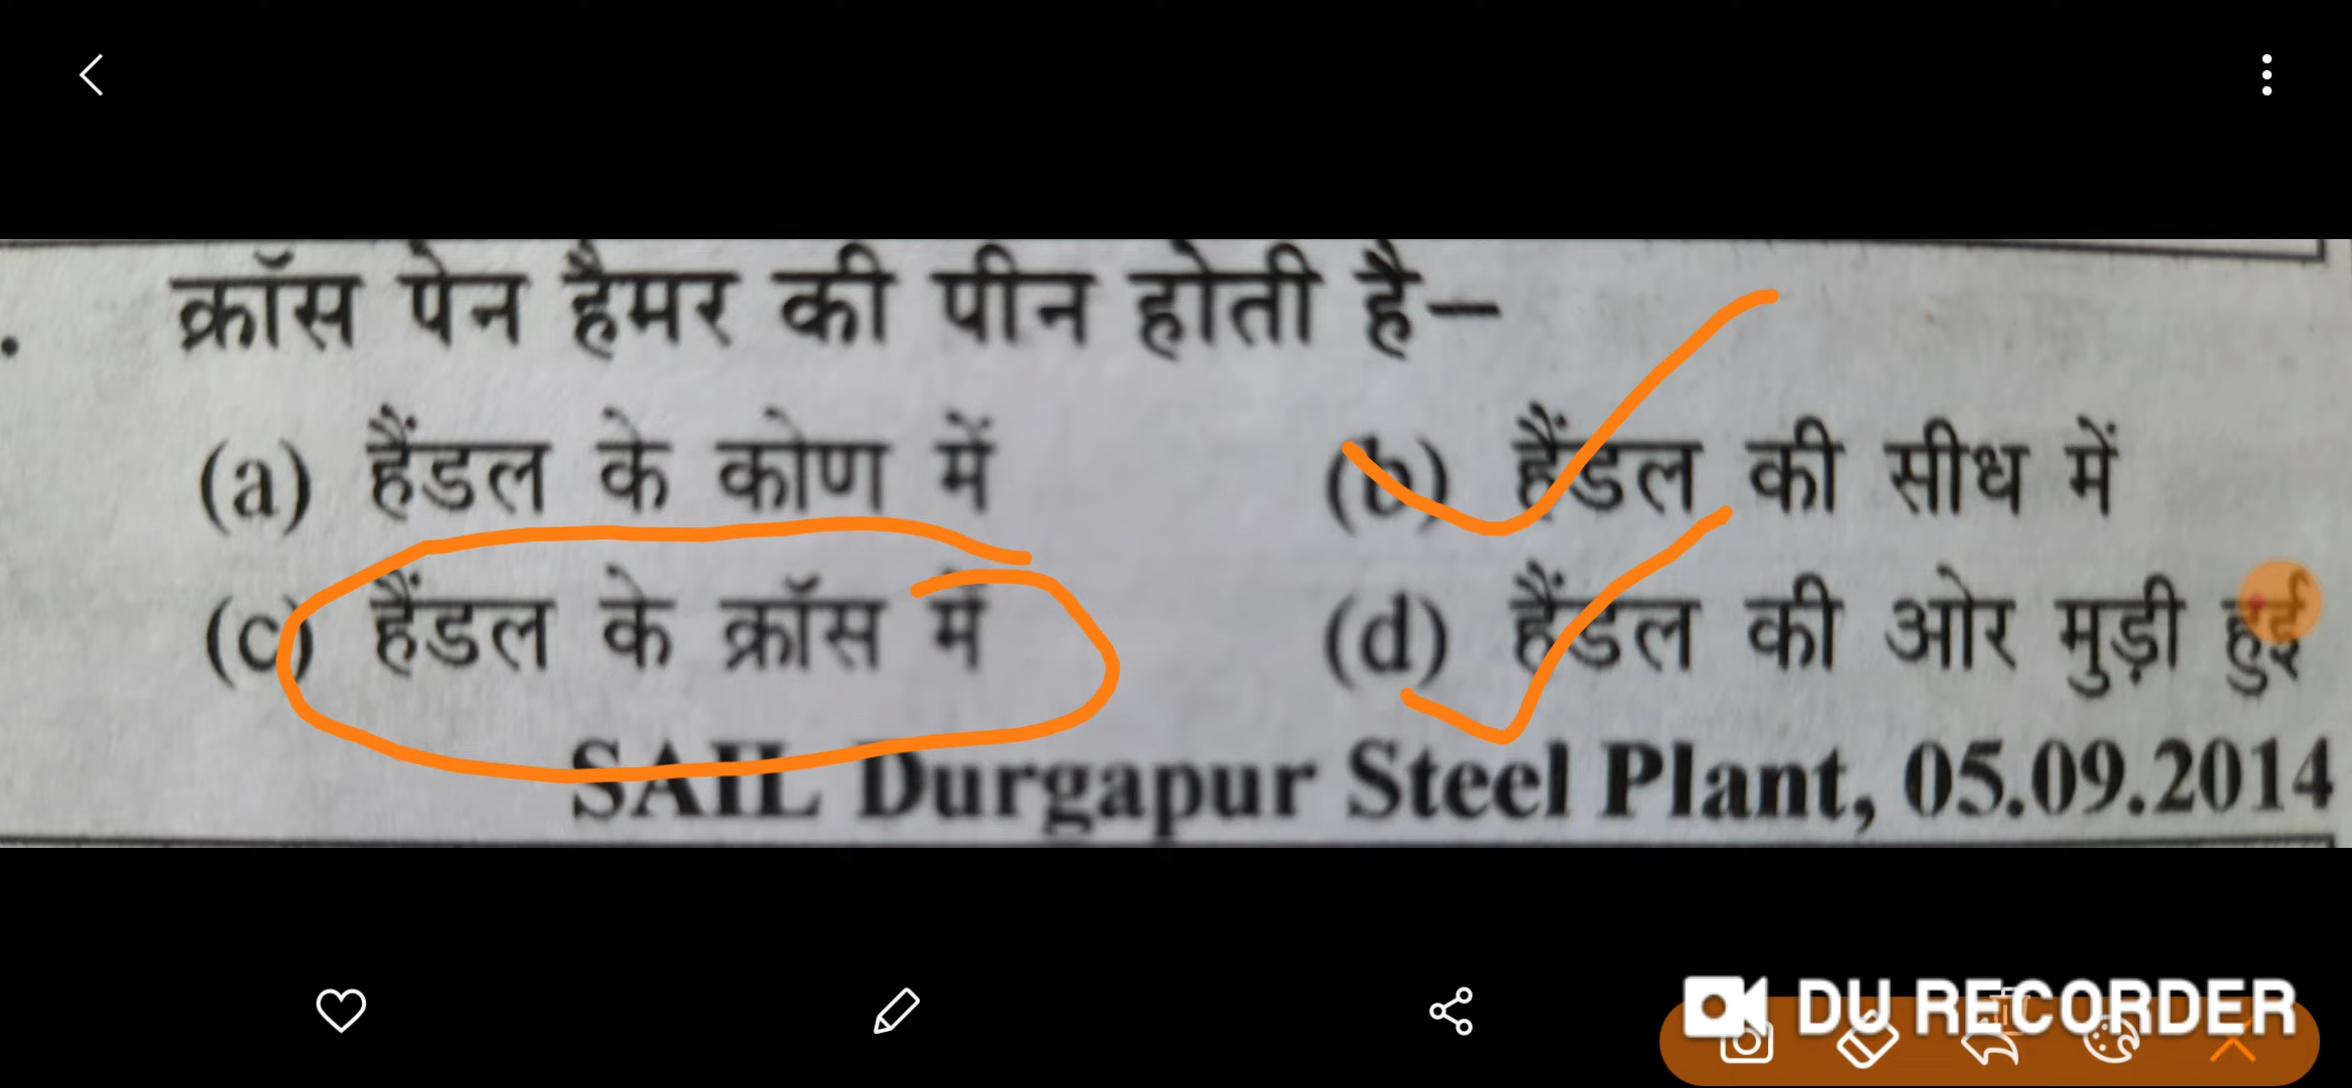 क्रॉस पेन हैमर की पीन होती है–
(a) हैंडल के कोण में (b) हैंडल की सीध में
(c) हैंडल के क्रॉस में (d) हैंडल की ओर मुड़ी हुई
SAIL Durgapur Steel Plant, 05.09.2014
DU RECORDER